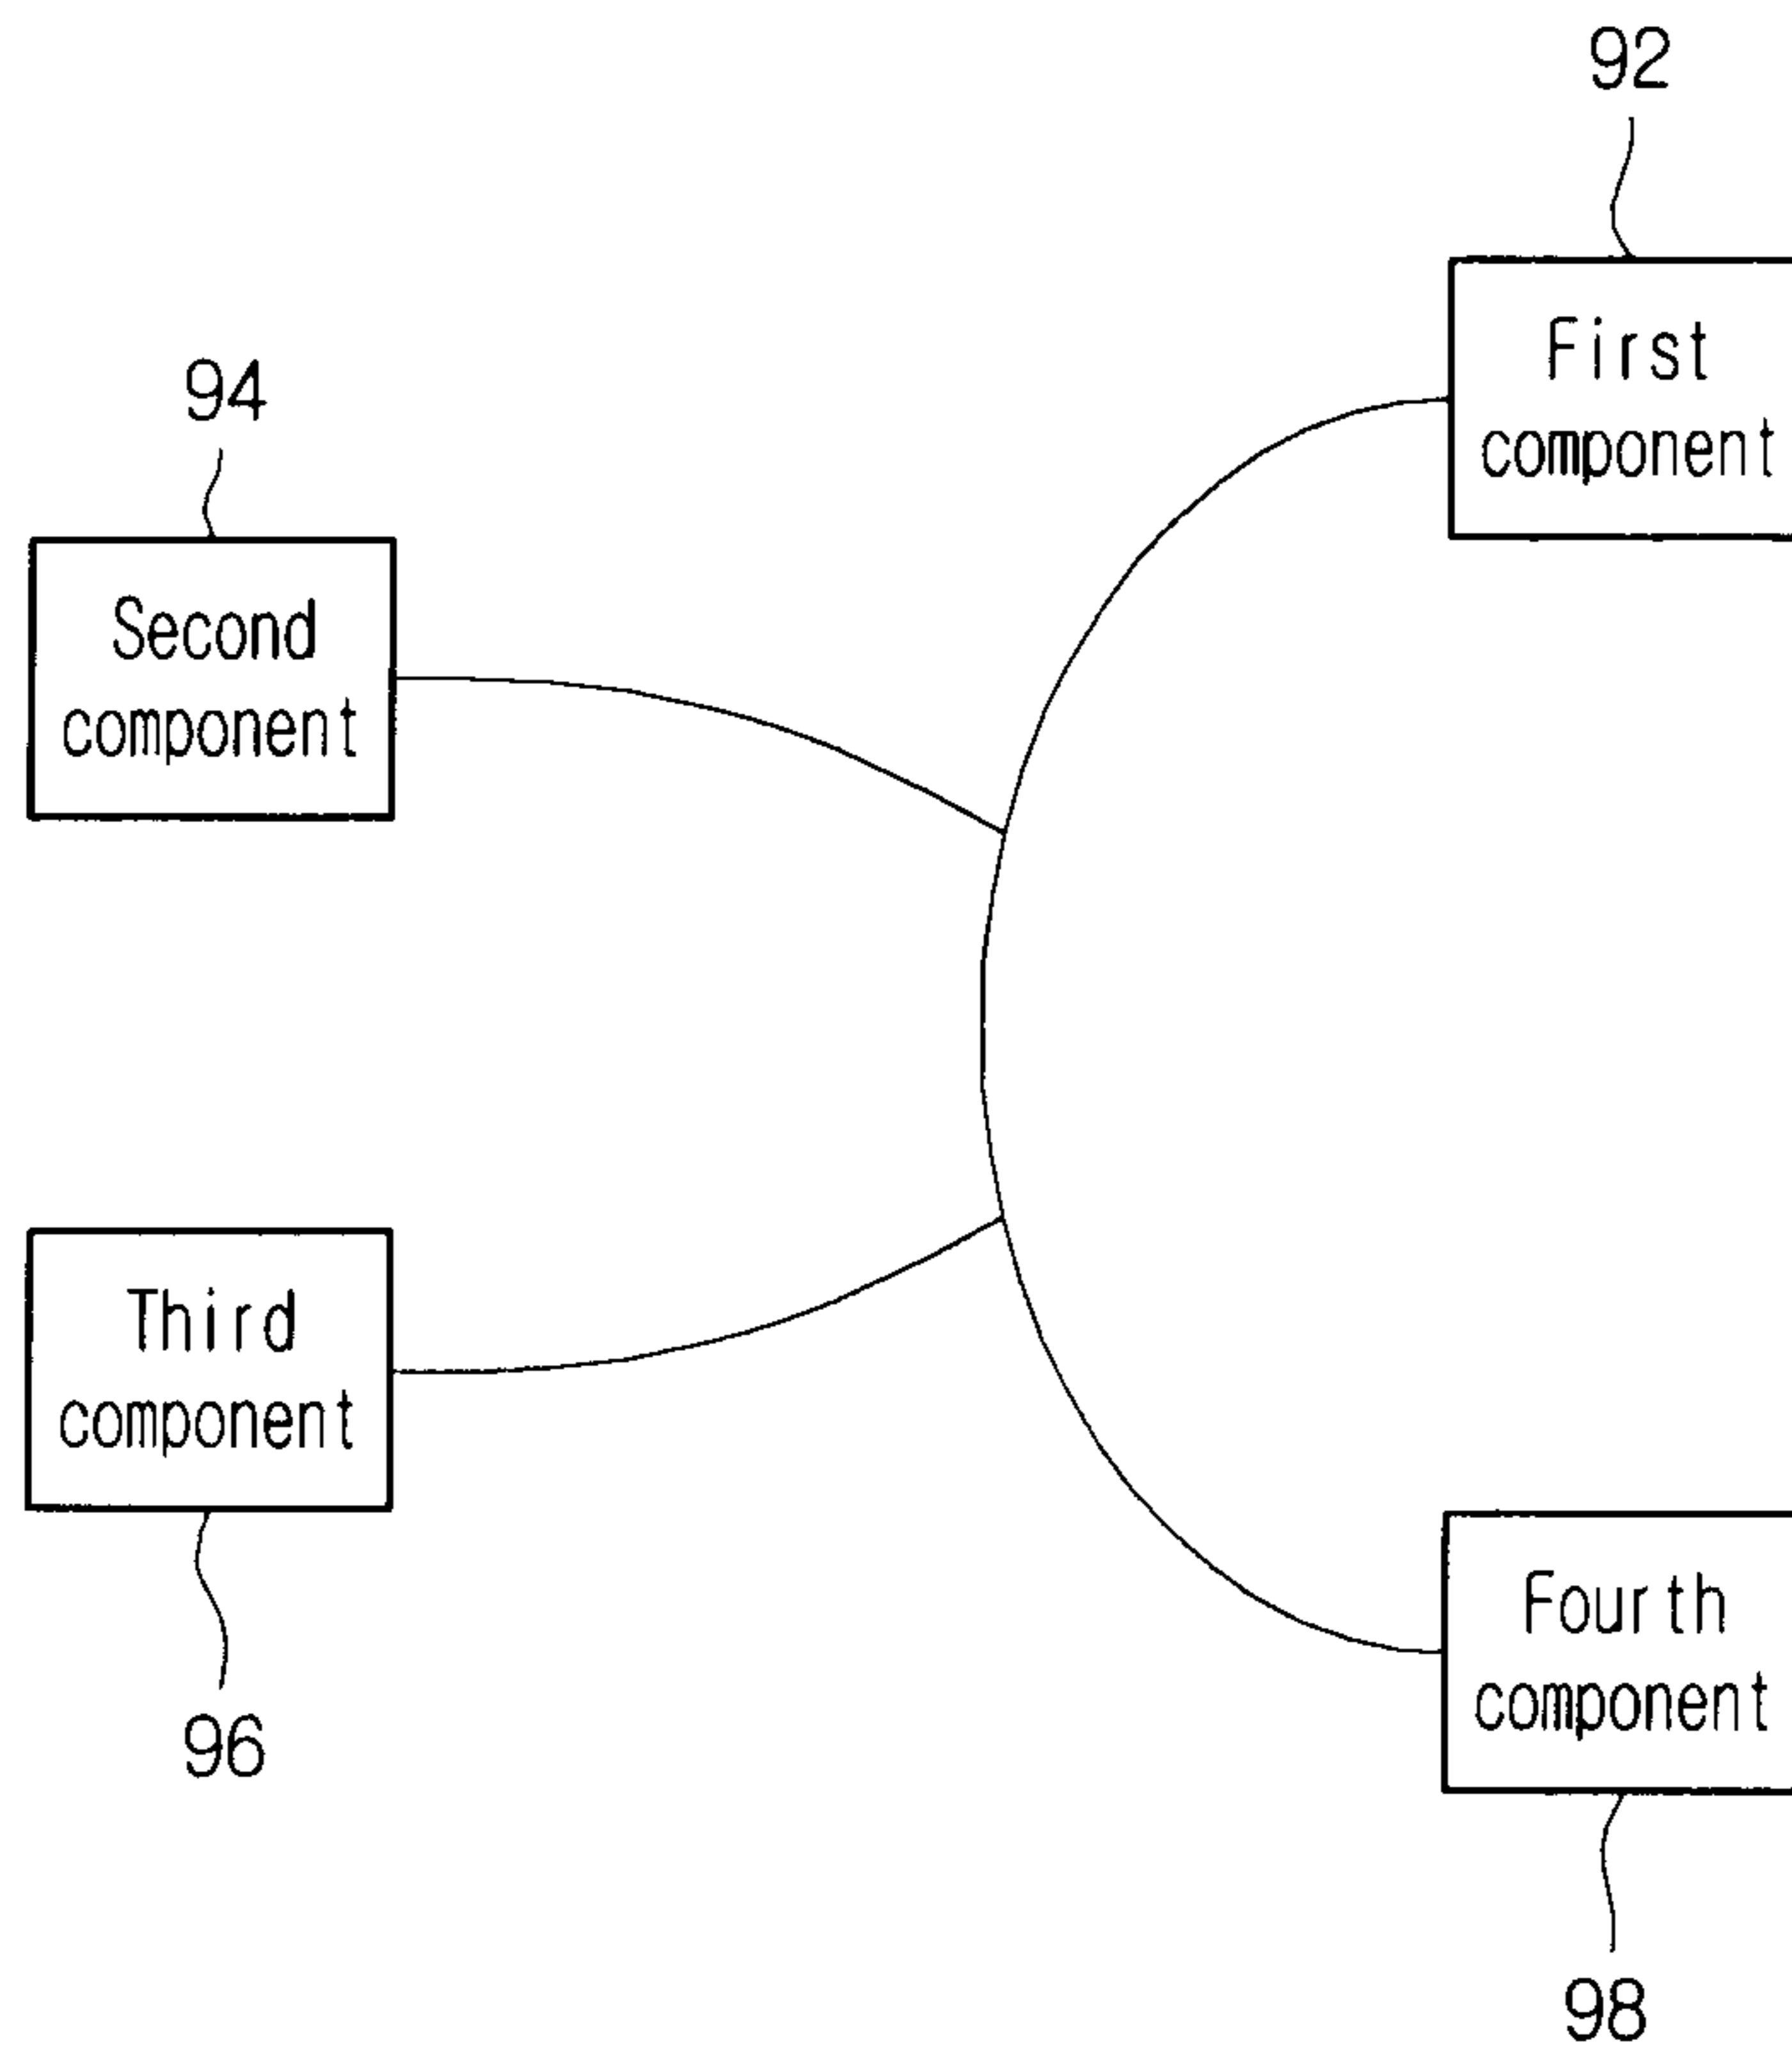 92
First
component
94
Second
component
Third
component
96
Fourth
component
98